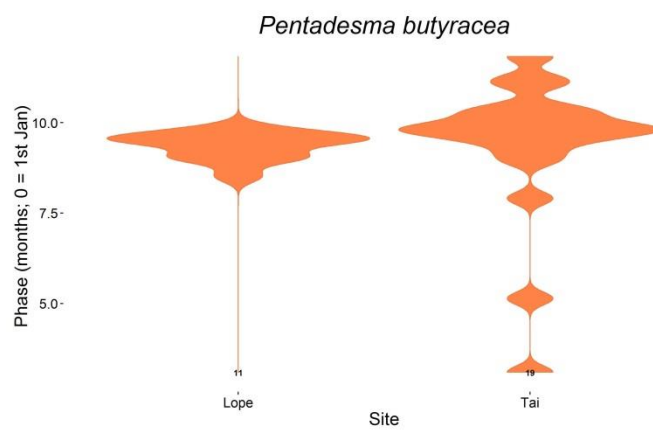 Pentadesma butyracea
Phase (months; 0 = 1st Jan)
10.0
7.5
5.0
11
19
Lope
Tai
Site